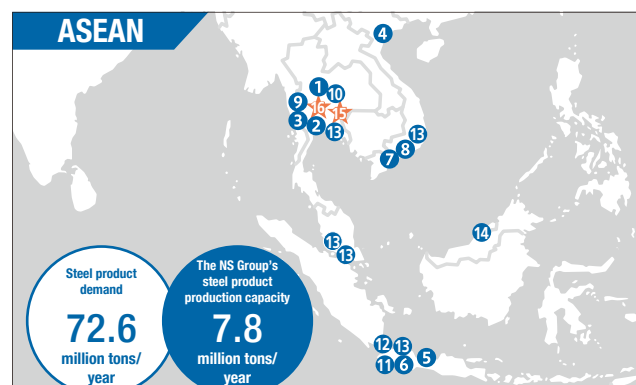 ASEAN
4
1
10
9
16
15
3
2
13
13
8
7
14
13
13
Steel product
demand
72.6
million tons/
year
The NS Group's
steel product
production capacity
7.8
million tons/
year
12
13
5
11
6